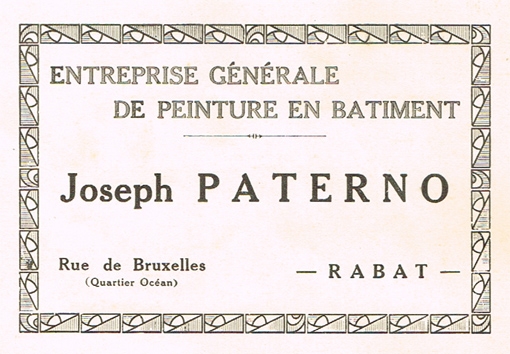 ENTREPRISE GÉNÉRALE
DE PEINTURE EN BATIMENT
Joseph PATERNO
Rue de Bruxelles
(Quartier Océan)
— RABAT —